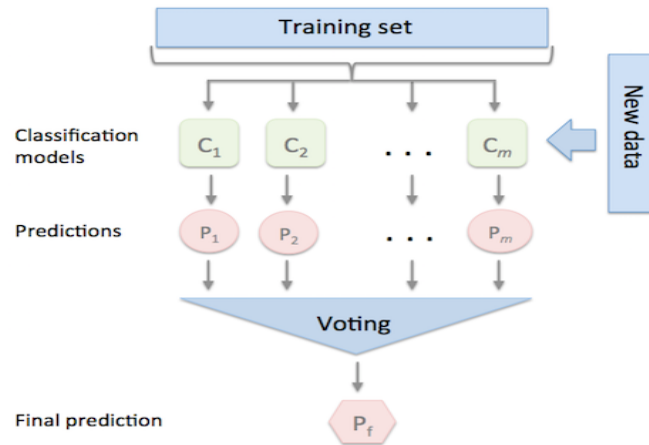 Training set
New data
Classification
models
C1 C2 . . . Cm
Predictions
P1 P2 . . . Pm
Voting
Final prediction
Pf